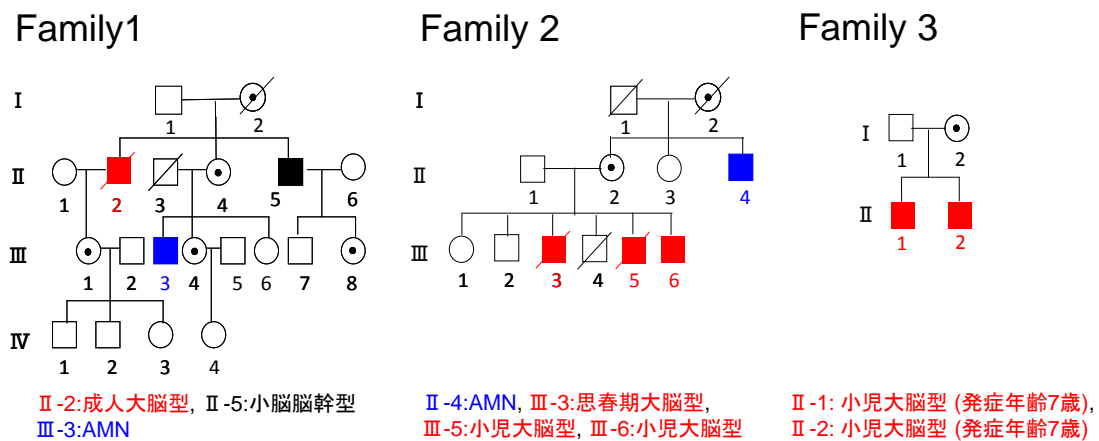 Family1 Family 2 Family 3
I I
1 2 1 2
I
1 2
II II
1 2 3 4 5 6 1 2 3 4
II
1 2
III III
1 2 3 4 5 6 7 8 1 2 3 4 5 6
IV
1 2 3 4
II-2:成人大脳型, II-5:小脳脳幹型
III-3:AMN
II-4:AMN, III-3:思春期大脳型,
III-5:小児大脳型, III-6:小児大脳型
II-1: 小児大脳型 (発症年齢7歳),
II-2: 小児大脳型 (発症年齢7歳)